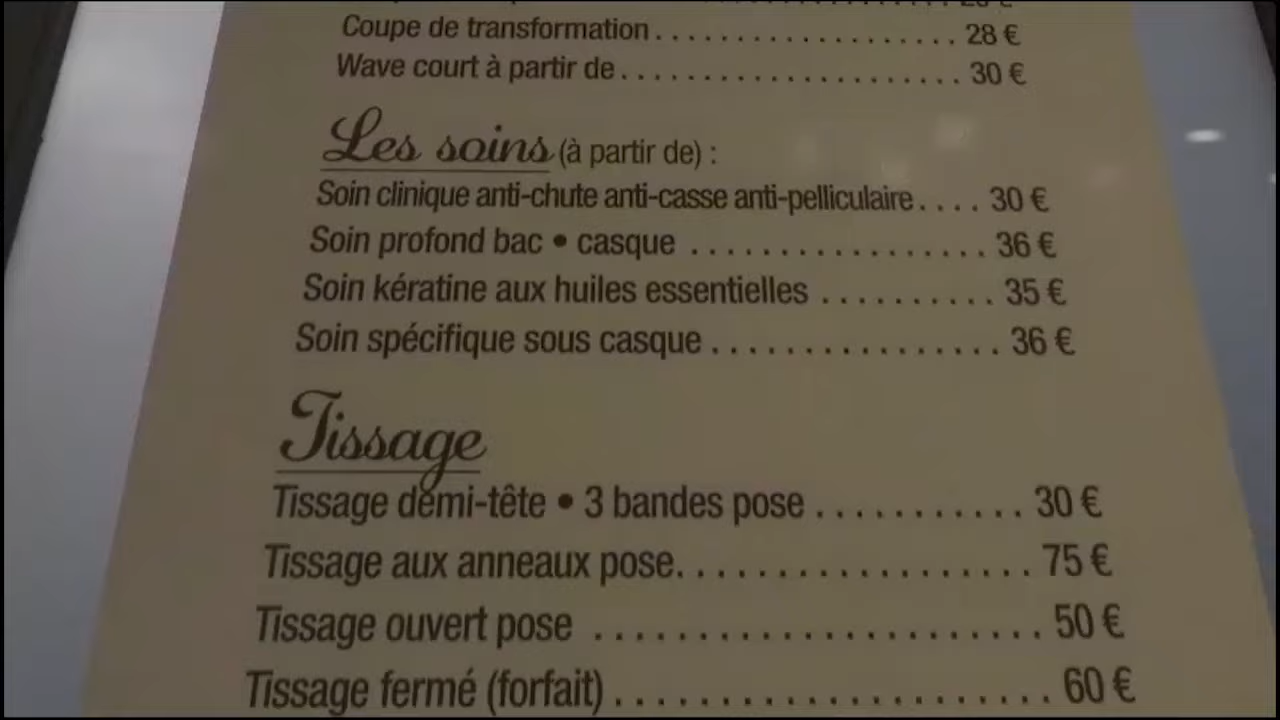 Coupe de transformation . . . . . . . . . . . . . . . . . . . 28 €
Wave court à partir de . . . . . . . . . . . . . . . . . . . . . 30 €
Les soins (à partir de) :
Soin clinique anti-chute anti-casse anti-pelliculaire . . . . 30 €
Soin profond bac • casque . . . . . . . . . . . . . . . . 36 €
Soin kératine aux huiles essentielles . . . . . . . . . . 35 €
Soin spécifique sous casque . . . . . . . . . . . . . . . . 36 €
Tissage
Tissage demi-tête • 3 bandes pose . . . . . . . . . . . 30 €
Tissage aux anneaux pose. . . . . . . . . . . . . . . . . . 75 €
Tissage ouvert pose . . . . . . . . . . . . . . . . . . . . . . 50 €
Tissage fermé (forfait) . . . . . . . . . . . . . . . . . . . . . 60 €